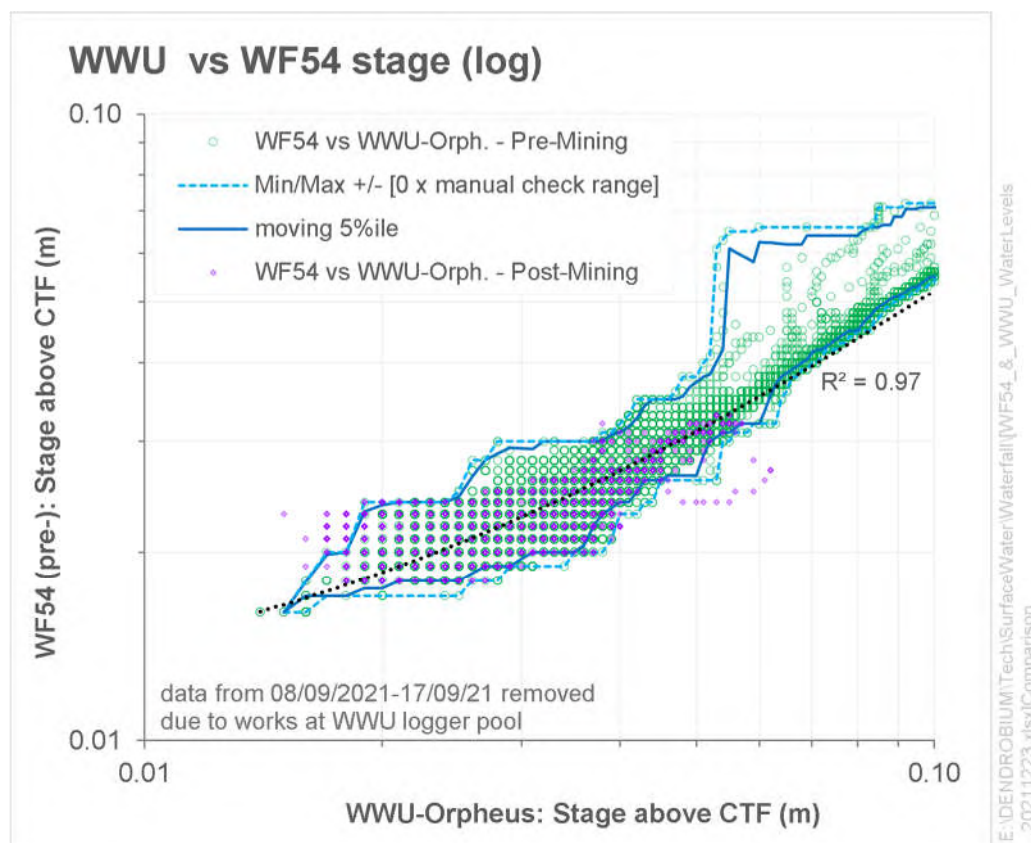 WWU vs WF54 stage (log)
0.10
WF54 vs WWU-Orph. - Pre-Mining
Min/Max +/- [0 x manual check range]
moving 5%ile
WF54 vs WWU-Orph. - Post-Mining
WF54 (pre-): Stage above CTF (m)
R² = 0.97
data from 08/09/2021-17/09/21 removed
due to works at WWU logger pool
0.01
0.01
0.10
WWU-Orpheus: Stage above CTF (m)
E:\DENDROBIUM\Tech\SurfaceWater\Waterfall\[WF54_&_WWU_WaterLevels
20211223.xlsx]Comparison